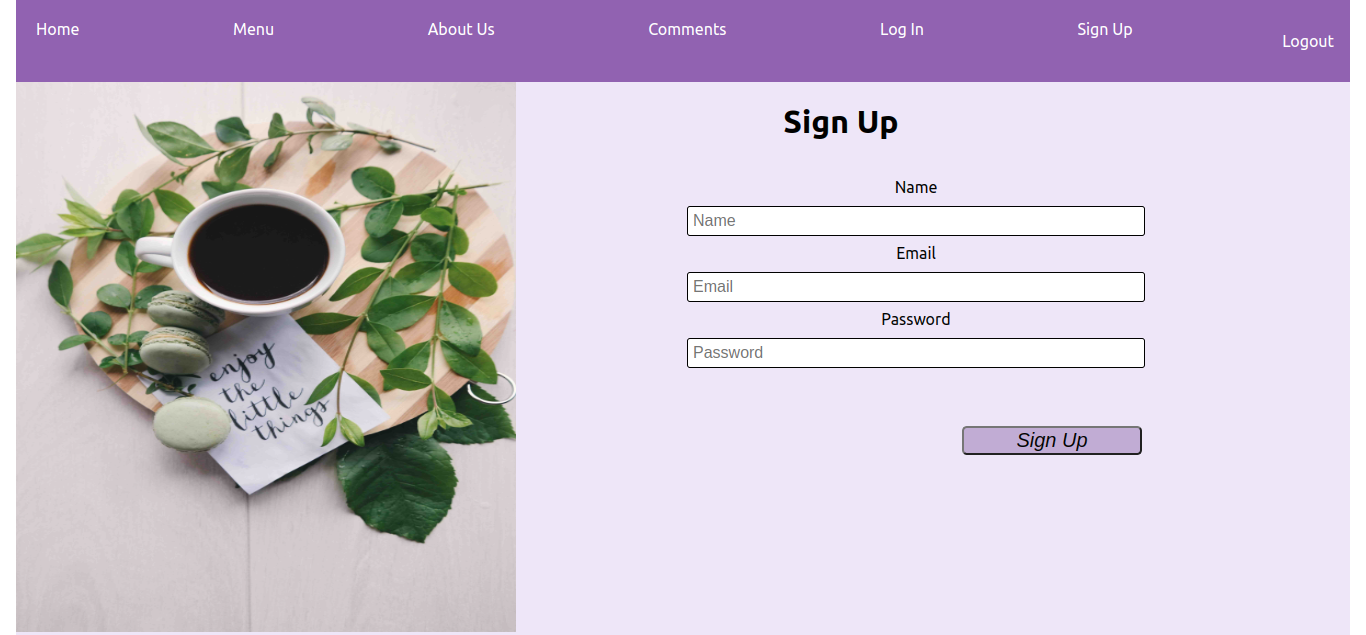 Home Menu About Us Comments Log In Sign Up Logout
Sign Up
Name
Name
Email
Email
Password
Password
Sign Up
enjoy
the
little
things